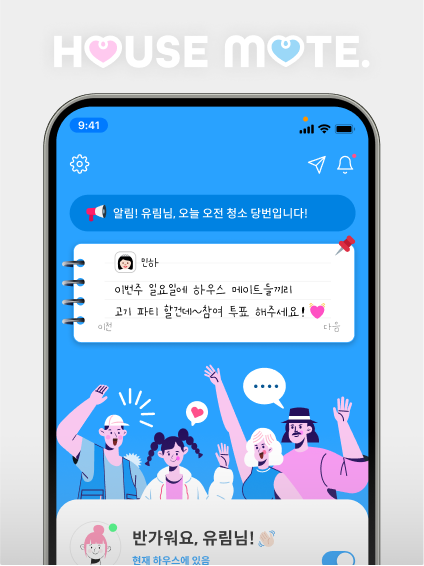 HOUSE MATE.
9:41
알림! 유림님, 오늘 오전 청소 당번입니다!
민하
이번주 일요일에 하우스 메이트들끼리
고기 파티 할건데~참여 투표 해주세요!
이전 다음
반가워요, 유림님!
현재 하우스에 있음